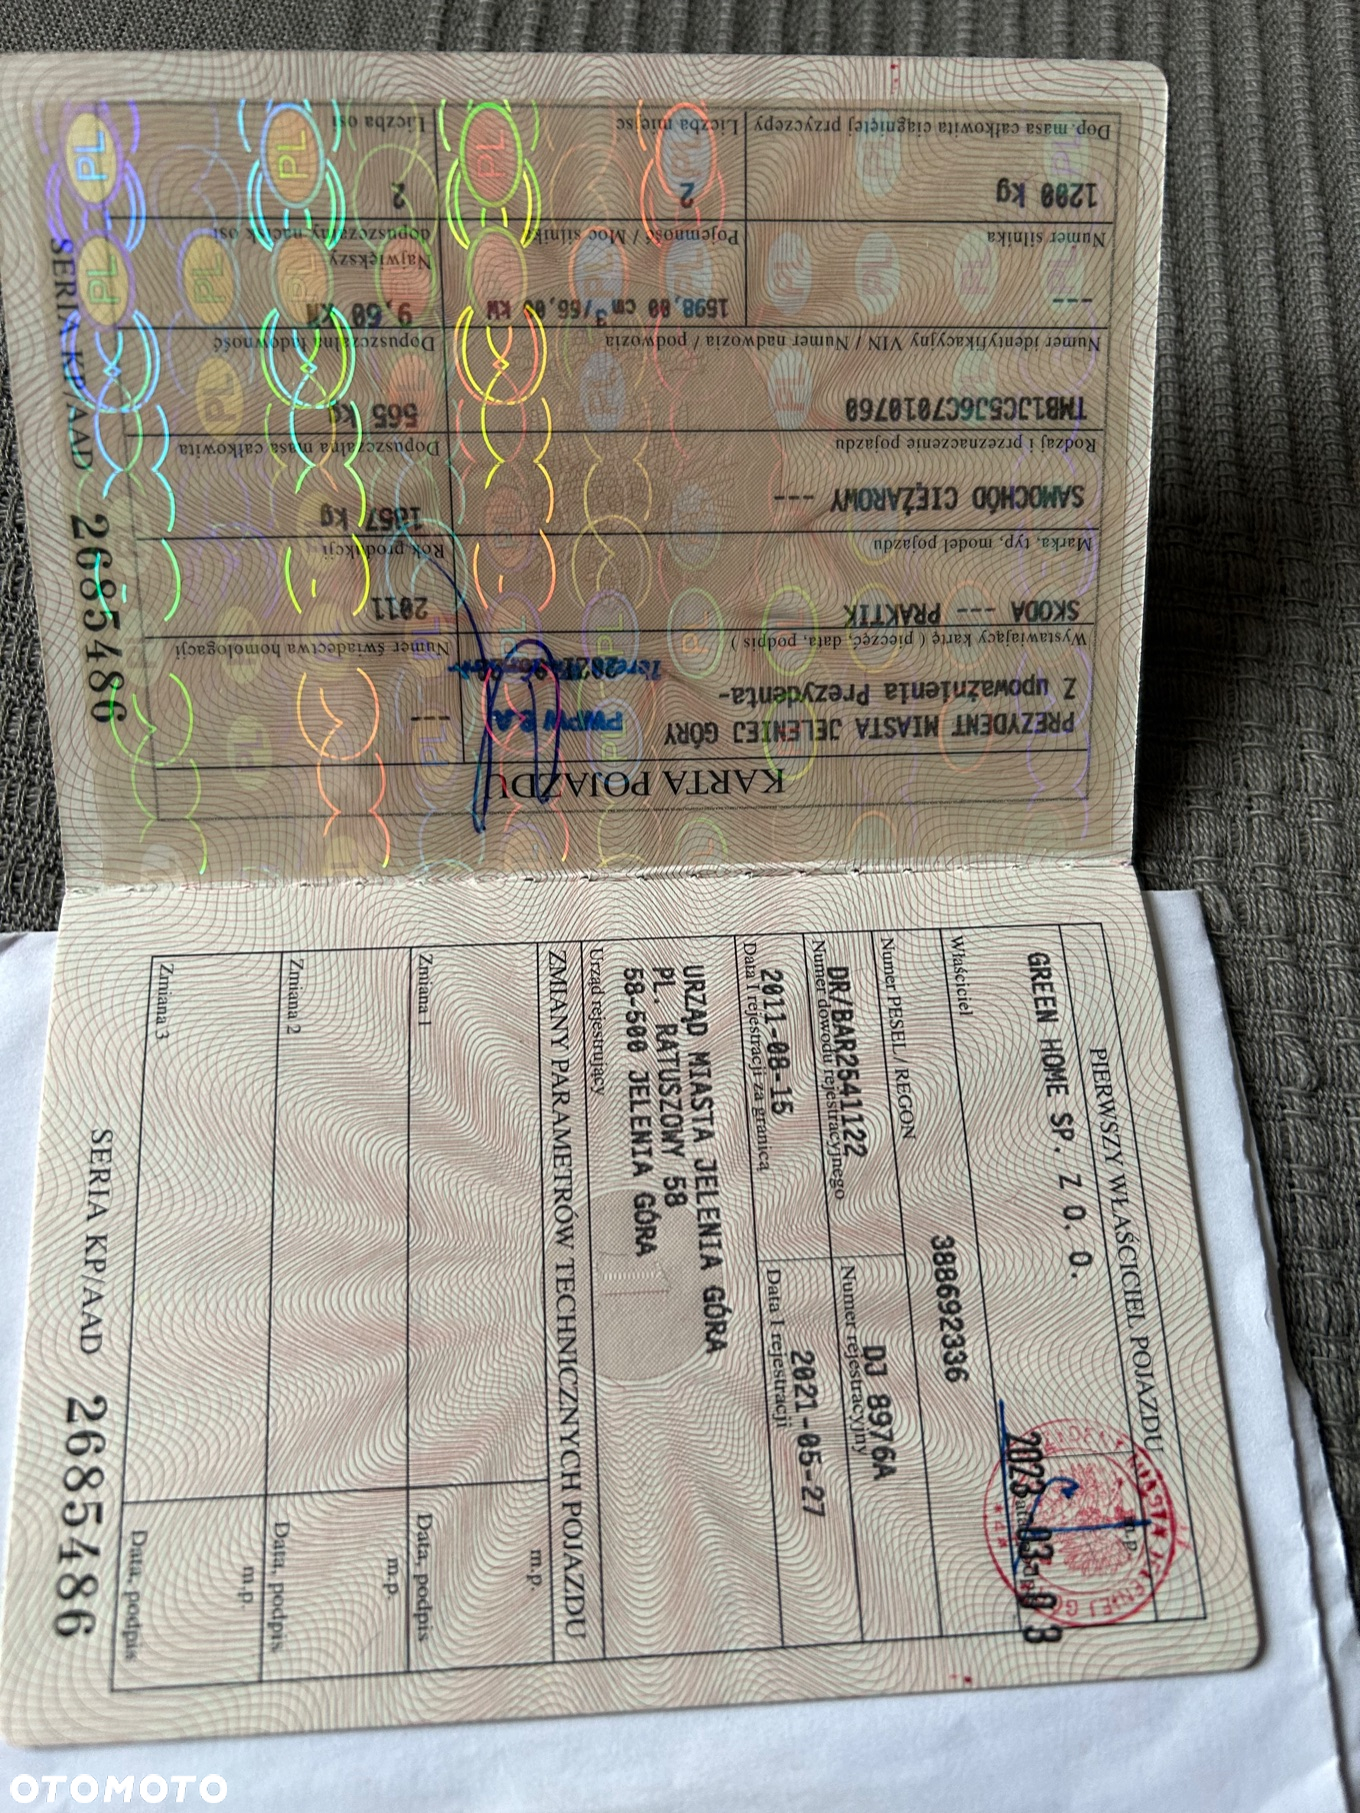 KARTA POJAZDU
PREZYDENT MIASTA JELENIEJ GÓRY
Z upoważnienia Prezydenta-
PWPW S.A.
---
Wystawiający kartę ( pieczęć, data, podpis )
Numer świadectwa homologacji
SKODA --- PRAKTIK
2011
Marka, typ, model pojazdu
Rok produkcji
SAMOCHÓD CIĘŻAROWY ---
1657 kg
Rodzaj i przeznaczenie pojazdu
Dopuszczalna masa całkowita
TMB1JC5J6C7010760
565 kg
Numer identyfikacyjny VIN / Numer nadwozia / podwozia
Dopuszczalna ładowność
---
1598,00 cm3/66,00 kW
9,60 kN
Numer silnika
Pojemność / Moc silnika
Największy
dopuszczalny nacisk osi
1200 kg
2
2
Dop. masa całkowita ciągniętej przyczepy
Liczba miejsc
Liczba osi
SERIA KP/AAD 2685486
PIERWSZY WŁAŚCICIEL POJAZDU
GREEN HOME SP. Z O. O.
m.p.
2023-03-03
Właściciel
388692336
Numer PESEL / REGON
DR/BAR2541122
DJ 8976A
Numer dowodu rejestracyjnego
Numer rejestracyjny
2011-08-15
2021-05-27
Data I rejestracji za granicą
Data I rejestracji
URZĄD MIASTA JELENIA GÓRA
PL. RATUSZOWY 58
58-500 JELENIA GÓRA
Urząd rejestrujący
ZMIANY PARAMETRÓW TECHNICZNYCH POJAZDU
m.p.
Zmiana 1
Data, podpis
m.p.
Zmiana 2
Data, podpis
m.p.
Zmiana 3
Data, podpis
SERIA KP/AAD 2685486
OTOMOTO